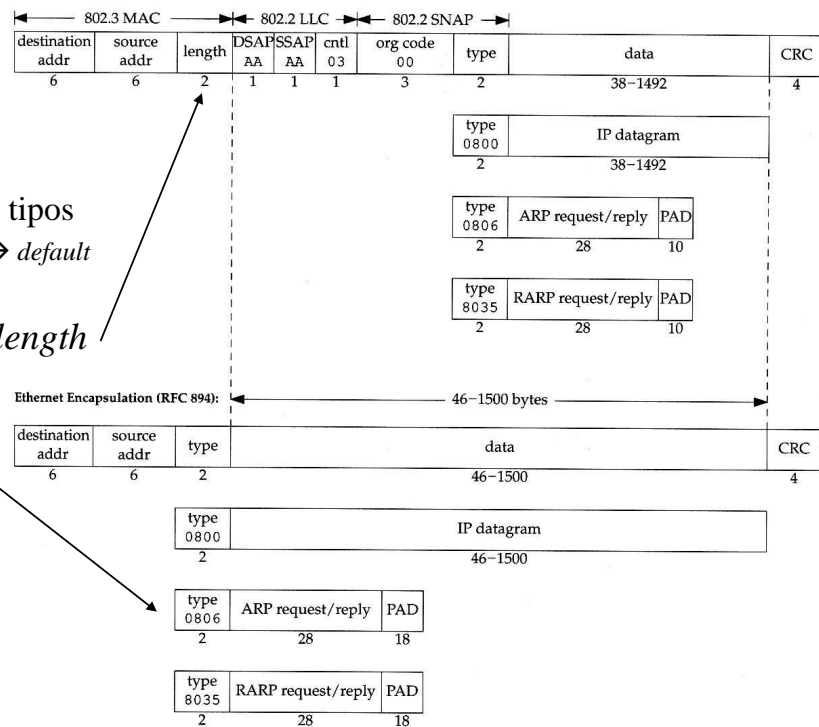 802.3 MAC 802.2 LLC 802.2 SNAP
destination addr source addr length DSAP AA SSAP AA cntl 03 org code 00 type data CRC
6 6 2 1 1 1 3 2 38−1492 4
type 0800 IP datagram
2 38−1492
tipos
type 0806 ARP request/reply PAD
2 28 10
→ default
type 8035 RARP request/reply PAD
2 28 10
length
Ethernet Encapsulation (RFC 894): 46−1500 bytes
destination addr source addr type data CRC
6 6 2 46−1500 4
type 0800 IP datagram
2 46−1500
type 0806 ARP request/reply PAD
2 28 18
type 8035 RARP request/reply PAD
2 28 18